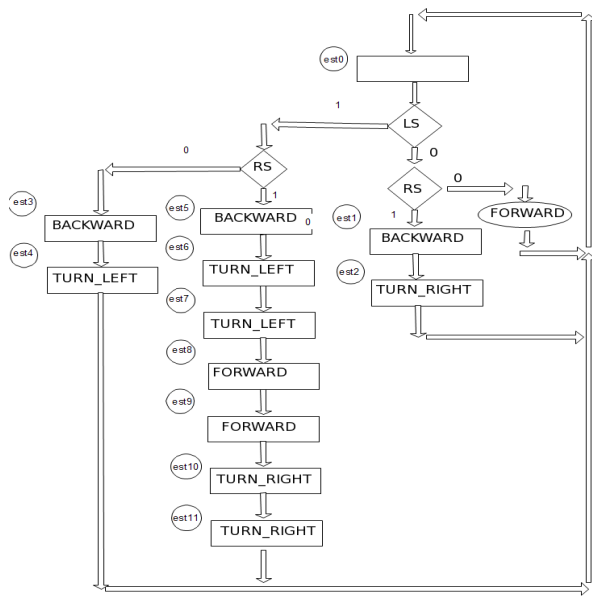 est0
1
LS
0
0
RS
RS
0
est3
est5
1
est1
1
FORWARD
BACKWARD
BACKWARD
0
BACKWARD
est4
est6
est2
TURN_LEFT
TURN_LEFT
TURN_RIGHT
est7
TURN_LEFT
est8
FORWARD
est9
FORWARD
est10
TURN_RIGHT
est11
TURN_RIGHT